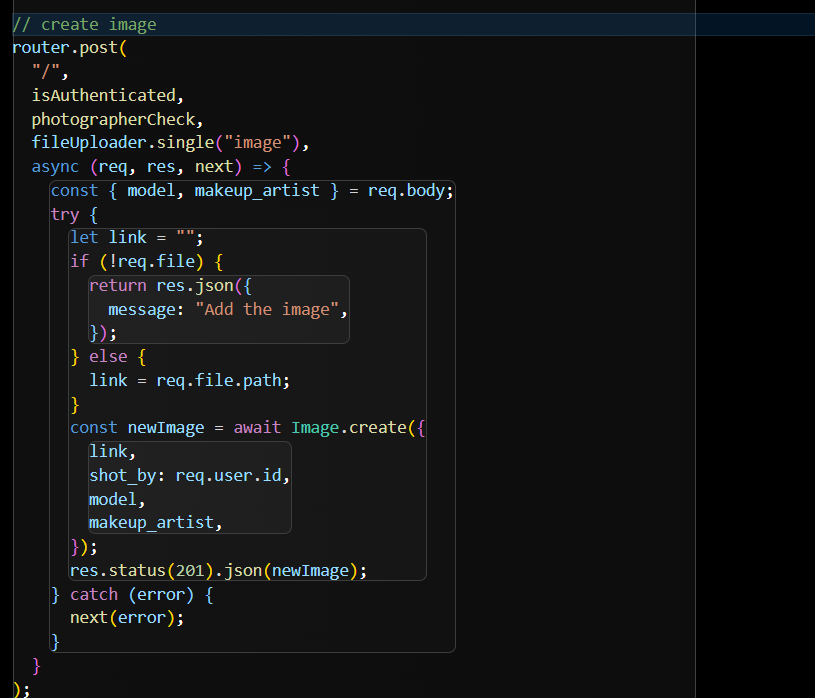 // create image
router.post(
  "/",
  isAuthenticated,
  photographerCheck,
  fileUploader.single("image"),
  async (req, res, next) => {
    const { model, makeup_artist } = req.body;
    try {
      let link = "";
      if (!req.file) {
        return res.json({
          message: "Add the image",
        });
      } else {
        link = req.file.path;
      }
      const newImage = await Image.create({
        link,
        shot_by: req.user.id,
        model,
        makeup_artist,
      });
      res.status(201).json(newImage);
    } catch (error) {
      next(error);
    }
  }
);